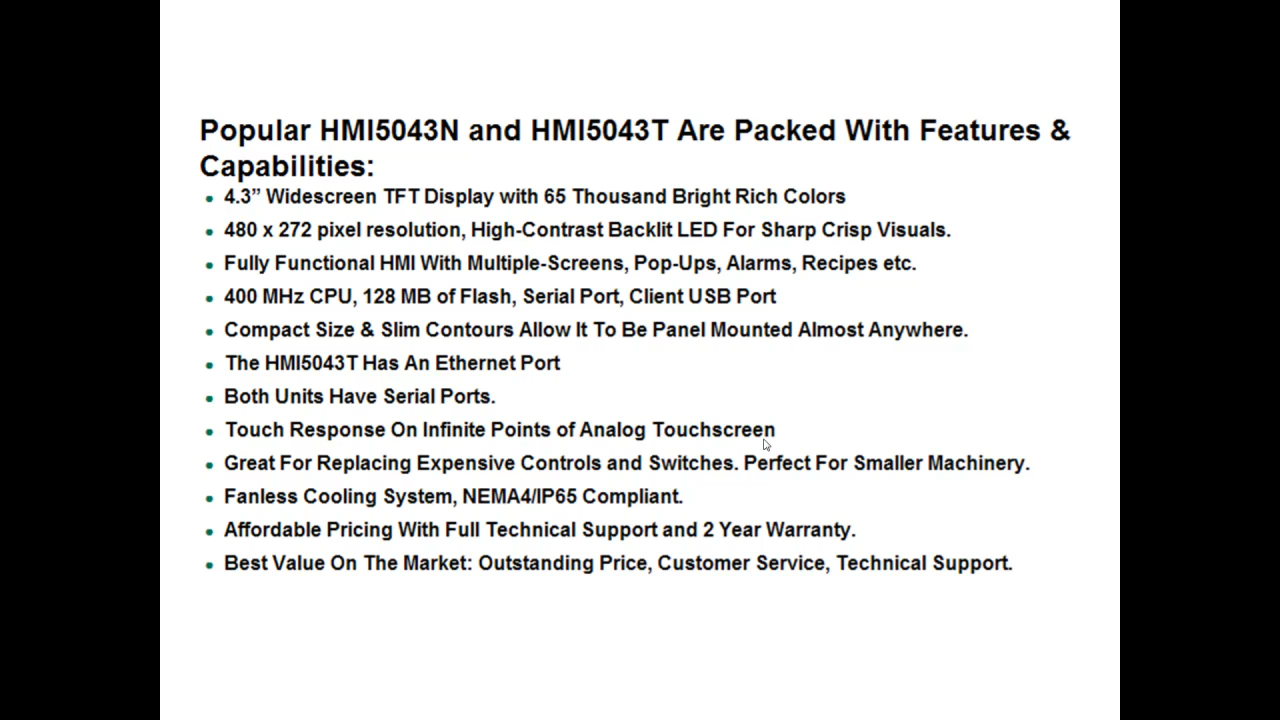 Popular HMI5043N and HMI5043T Are Packed With Features &
Capabilities:
• 4.3” Widescreen TFT Display with 65 Thousand Bright Rich Colors
• 480 x 272 pixel resolution, High-Contrast Backlit LED For Sharp Crisp Visuals.
• Fully Functional HMI With Multiple-Screens, Pop-Ups, Alarms, Recipes etc.
• 400 MHz CPU, 128 MB of Flash, Serial Port, Client USB Port
• Compact Size & Slim Contours Allow It To Be Panel Mounted Almost Anywhere.
• The HMI5043T Has An Ethernet Port
• Both Units Have Serial Ports.
• Touch Response On Infinite Points of Analog Touchscreen
• Great For Replacing Expensive Controls and Switches. Perfect For Smaller Machinery.
• Fanless Cooling System, NEMA4/IP65 Compliant.
• Affordable Pricing With Full Technical Support and 2 Year Warranty.
• Best Value On The Market: Outstanding Price, Customer Service, Technical Support.